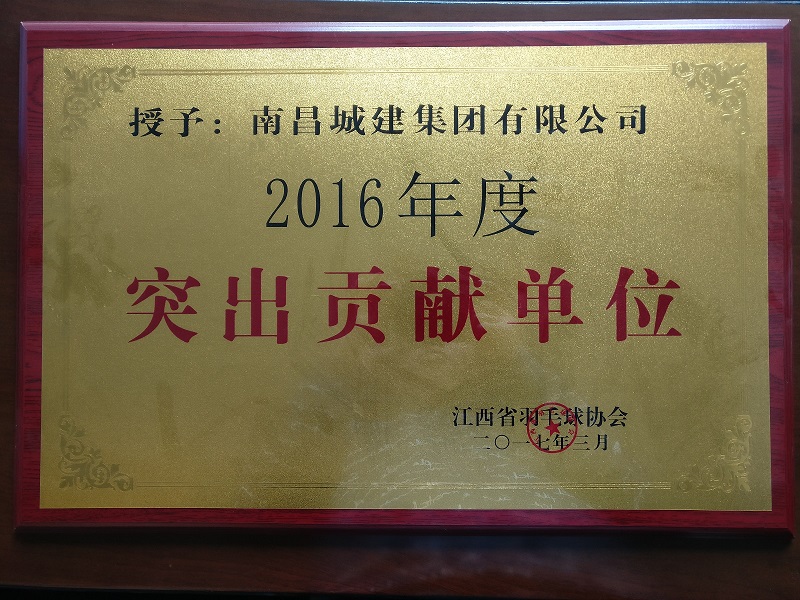 授予：南昌城建集团有限公司
2016年度
突出贡献单位
江西省羽毛球协会
二〇一七年三月